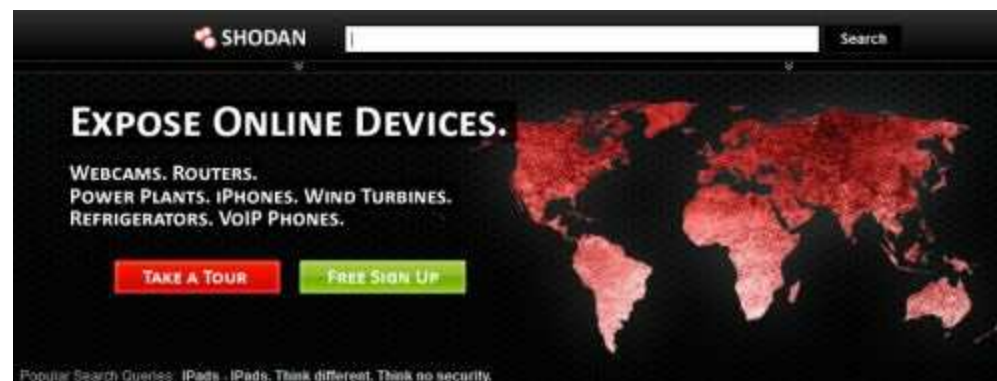 SHODAN
Search
EXPOSE ONLINE DEVICES.
WEBCAMS. ROUTERS.
POWER PLANTS. IPHONES. WIND TURBINES.
REFRIGERATORS. VOIP PHONES.
TAKE A TOUR
FREE SIGN UP
Popular Search Queries: iPads - iPads. Think different. Think no security.